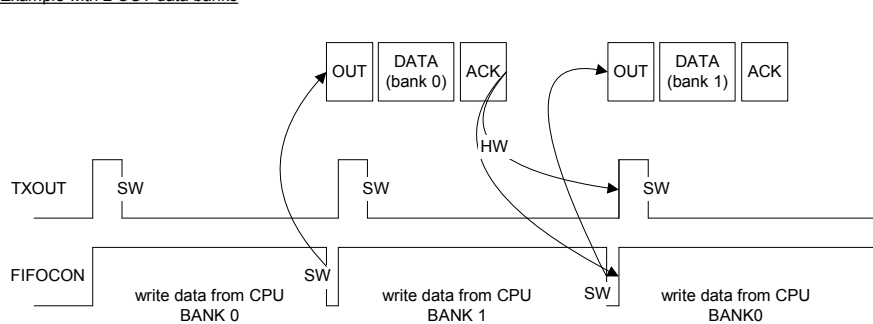 Example with 2 OUT data banks
OUT DATA (bank 0) ACK OUT DATA (bank 1) ACK
HW
TXOUT SW SW SW
FIFOCON SW SW
write data from CPU BANK 0
write data from CPU BANK 1
write data from CPU BANK0